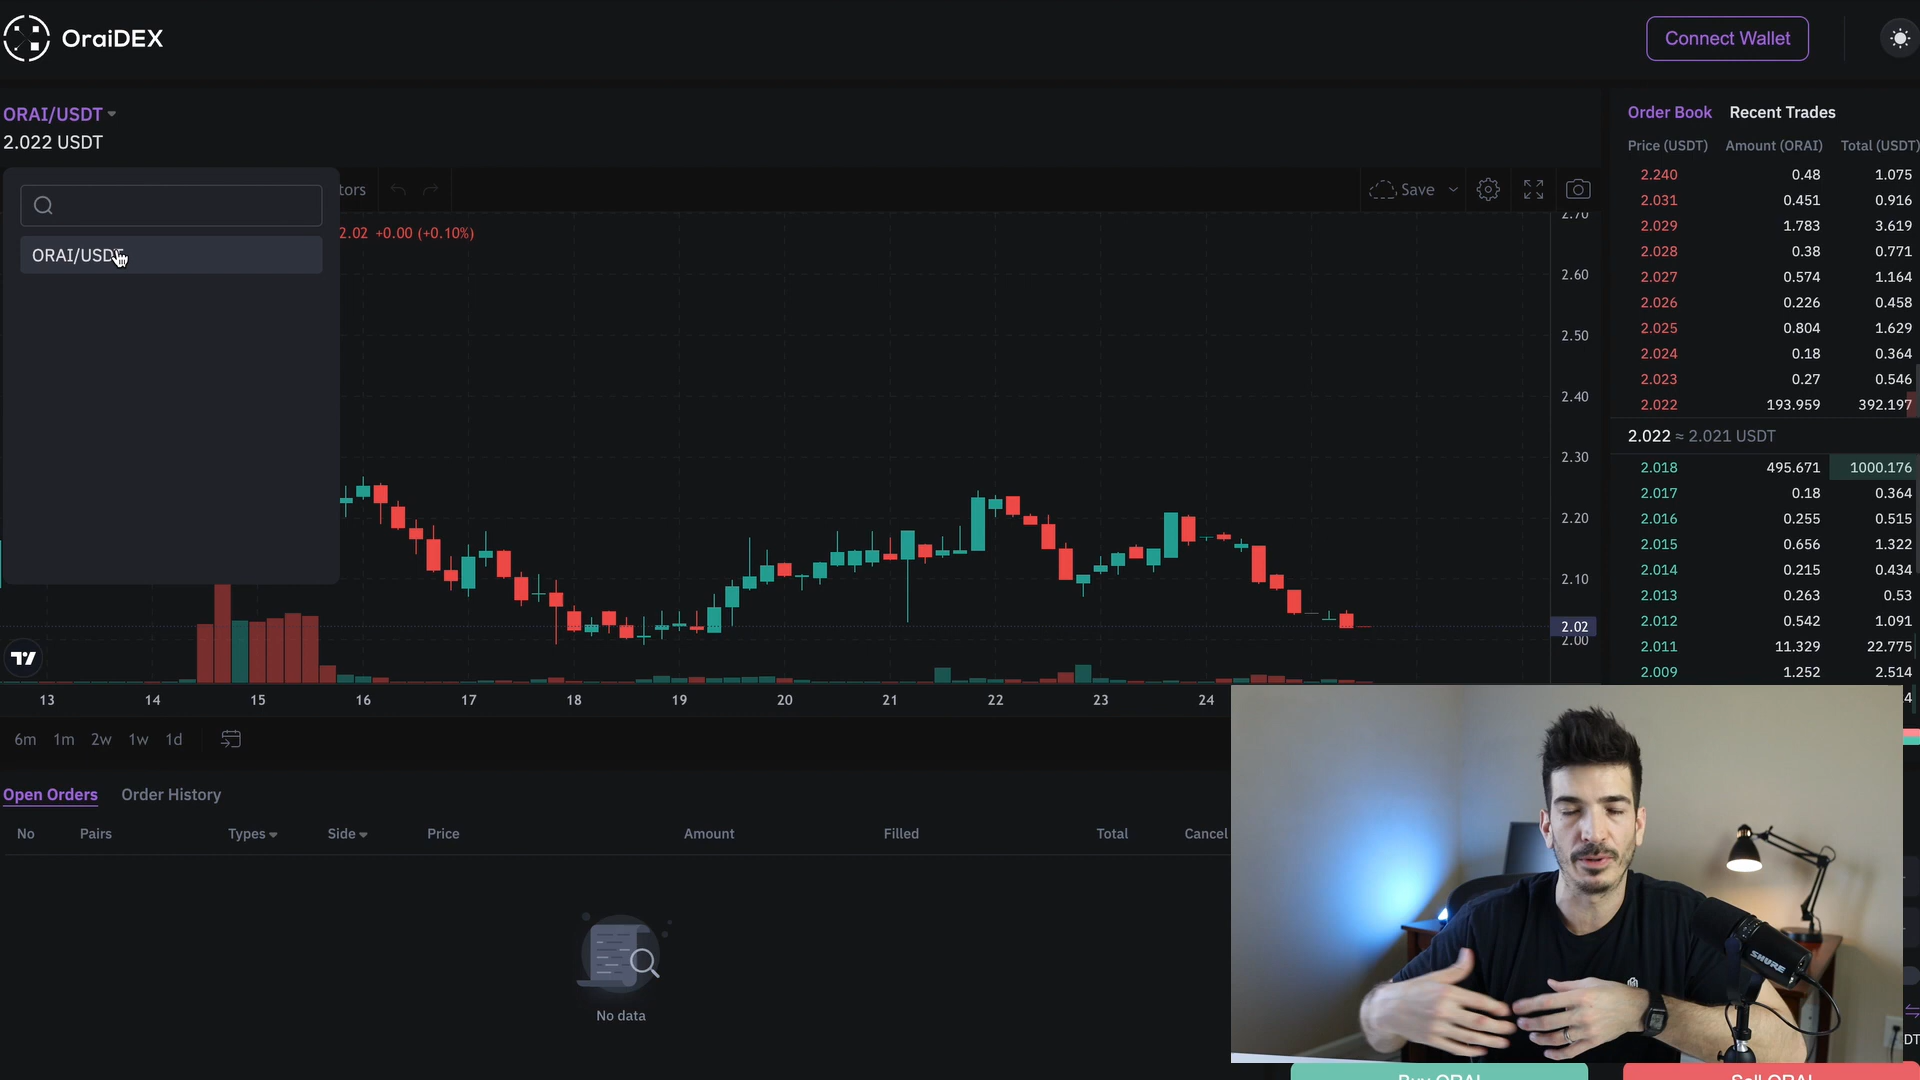 OraiDEX
Connect Wallet
ORAI/USDT
2.022 USDT
Order Book Recent Trades
Price (USDT) Amount (ORAI) Total (USDT)
tors
Save
ORAI/USDT
2.02 +0.00 (+0.10%)
2.70
2.60
2.50
2.40
2.30
2.20
2.10
2.02
2.00
2.240 0.48 1.075
2.031 0.451 0.916
2.029 1.783 3.619
2.028 0.38 0.771
2.027 0.574 1.164
2.026 0.226 0.458
2.025 0.804 1.629
2.024 0.18 0.364
2.023 0.27 0.546
2.022 193.959 392.197
2.022 ≈ 2.021 USDT
2.018 495.671 1000.176
2.017 0.18 0.364
2.016 0.255 0.515
2.015 0.656 1.322
2.014 0.215 0.434
2.013 0.263 0.53
2.012 0.542 1.091
2.011 11.329 22.775
2.009 1.252 2.514
4
13 14 15 16 17 18 19 20 21 22 23 24
6m 1m 2w 1w 1d
Open Orders Order History
No Pairs Types Side Price Amount Filled Total Cancel
No data
SHURE
DT
Buy ORAI
Sell ORAI